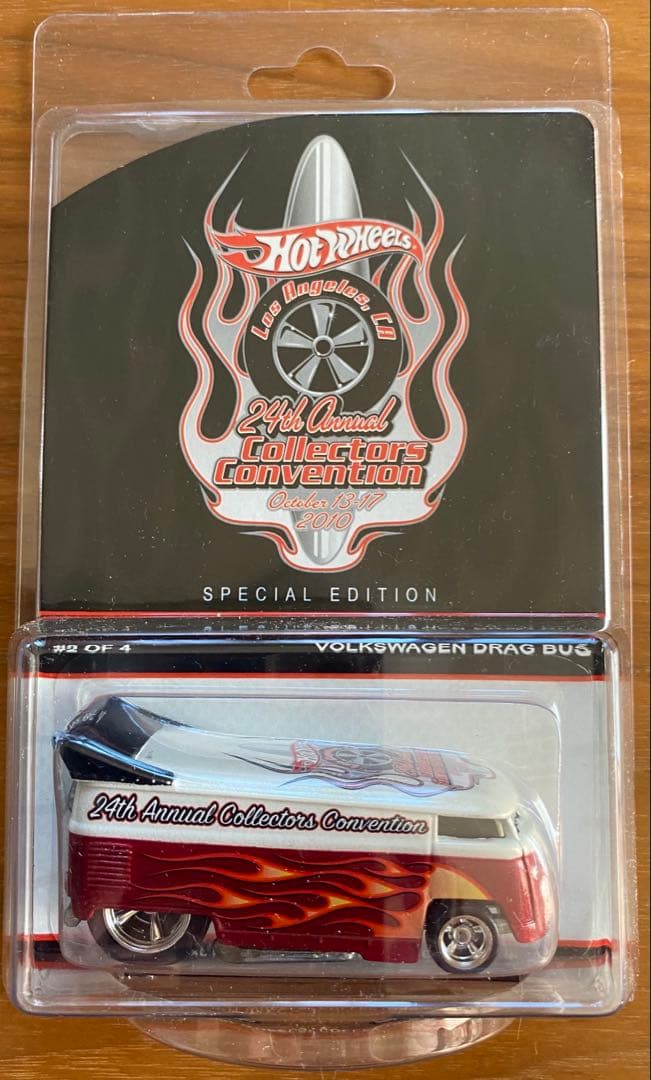 HOT WHEELS
Los Angeles, CA
24th Annual
Collectors
Convention
October 13-17
2010
SPECIAL EDITION
#2 OF 4 VOLKSWAGEN DRAG BUS
24th Annual Collectors Convention